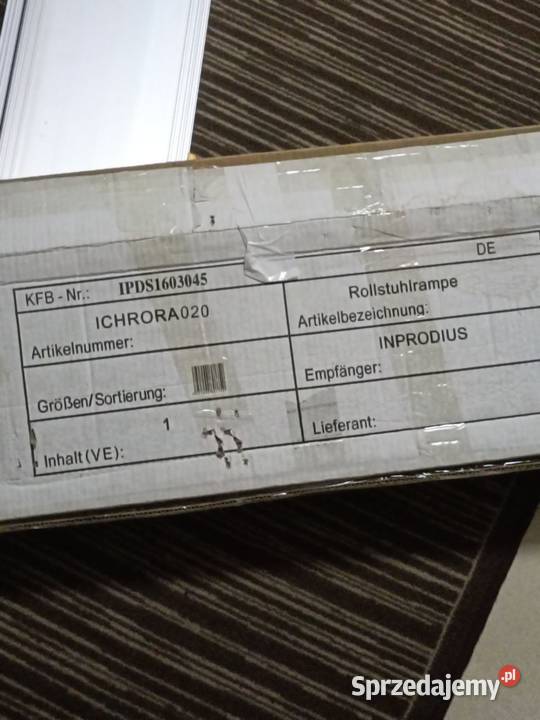 DE
KFB - Nr.: IPDS1603045
Rollstuhlrampe
ICHRORA020
Artikelbezeichnung:
Artikelnummer:
INPRODIUS
Empfänger:
Größen/Sortierung:
1
Lieferant:
Inhalt (VE):
Sprzedajemy.pl